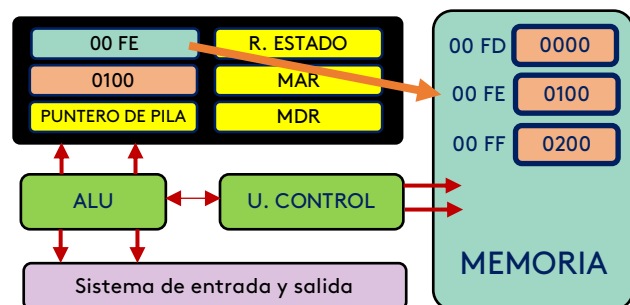 00 FE
R. ESTADO
0100
MAR
PUNTERO DE PILA
MDR
ALU
U. CONTROL
Sistema de entrada y salida
00 FD
0000
00 FE
0100
00 FF
0200
MEMORIA